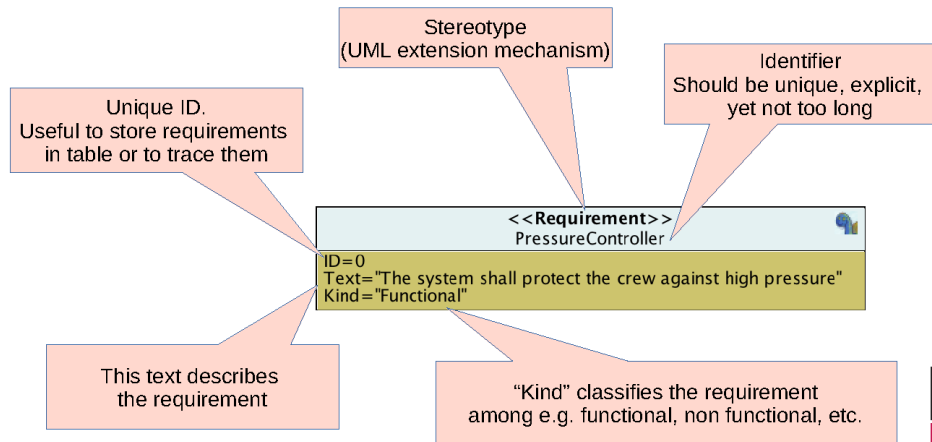 Stereotype
(UML extension mechanism)
Identifier
Should be unique, explicit,
yet not too long
Unique ID.
Useful to store requirements
in table or to trace them
<<Requirement>>
PressureController
ID=0
Text="The system shall protect the crew against high pressure"
Kind="Functional"
This text describes
the requirement
“Kind” classifies the requirement
among e.g. functional, non functional, etc.